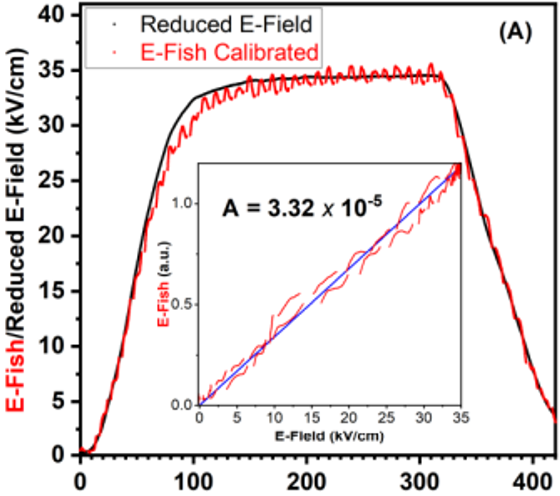 Reduced E-Field
E-Fish Calibrated
(A)
E-Fish/Reduced E-Field (kV/cm)
40
35
30
25
20
15
10
5
0
0 100 200 300 400
A = 3.32 x 10-5
E-Fish (a.u.)
1.0
0.5
0.0
0 5 10 15 20 25 30 35
E-Field (kV/cm)